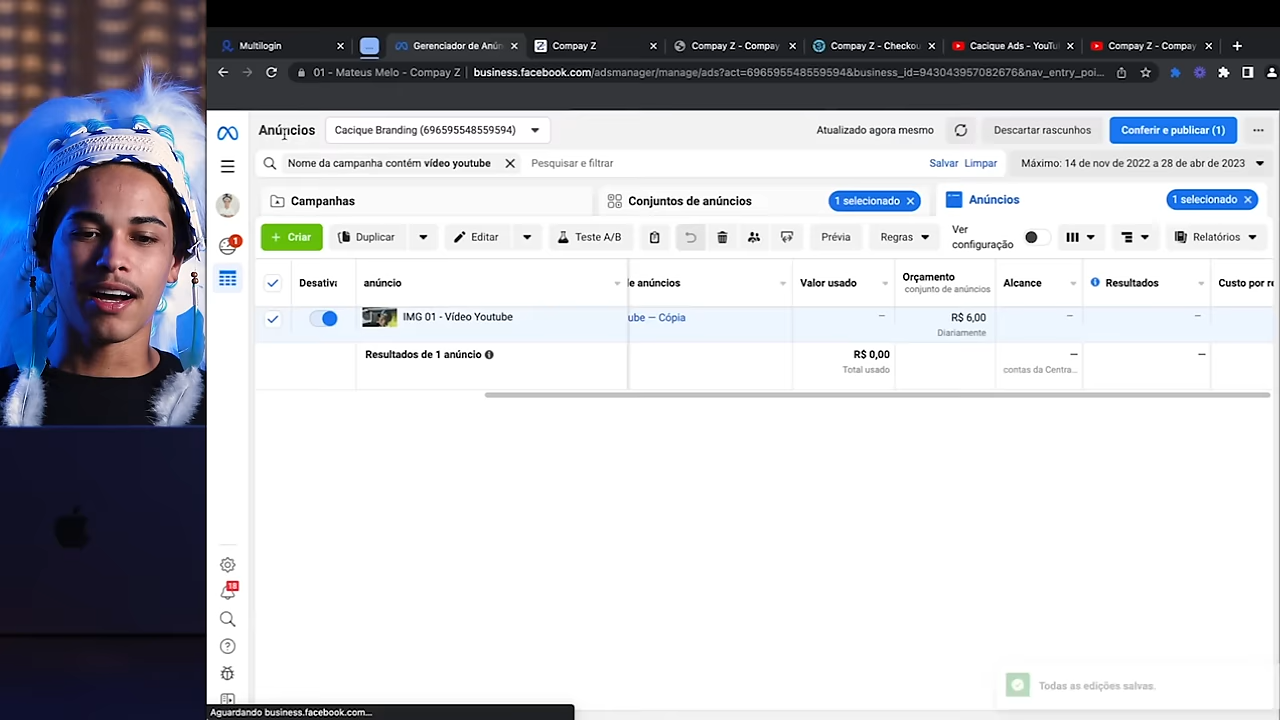 Multilogin
Gerenciador de Anún
Compay Z
Compay Z - Compay
Compay Z - Checkou
Cacique Ads - YouTu
Compay Z - Compay
01 - Mateus Melo - Compay Z
business.facebook.com/adsmanager/manage/ads?act=696595548559594&business_id=943043957082676&nav_entry_poi...
Anúncios
Cacique Branding (696595548559594)
Atualizado agora mesmo
Descartar rascunhos
Conferir e publicar (1)
Nome da campanha contém vídeo youtube
Pesquisar e filtrar
Salvar
Limpar
Máximo: 14 de nov de 2022 a 28 de abr de 2023
Campanhas
Conjuntos de anúncios
1 selecionado
Anúncios
1 selecionado
+ Criar
Duplicar
Editar
Teste A/B
Prévia
Regras
Ver
configuração
Relatórios
1
Desativa
anúncio
de anúncios
Valor usado
Orçamento
conjunto de anúncios
Alcance
Resultados
Custo por re
IMG 01 - Vídeo Youtube
ube — Cópia
—
R$ 6,00
Diariamente
—
—
Resultados de 1 anúncio
R$ 0,00
Total usado
—
contas da Centra...
—
18
Todas as edições salvas.
Aguardando business.facebook.com...